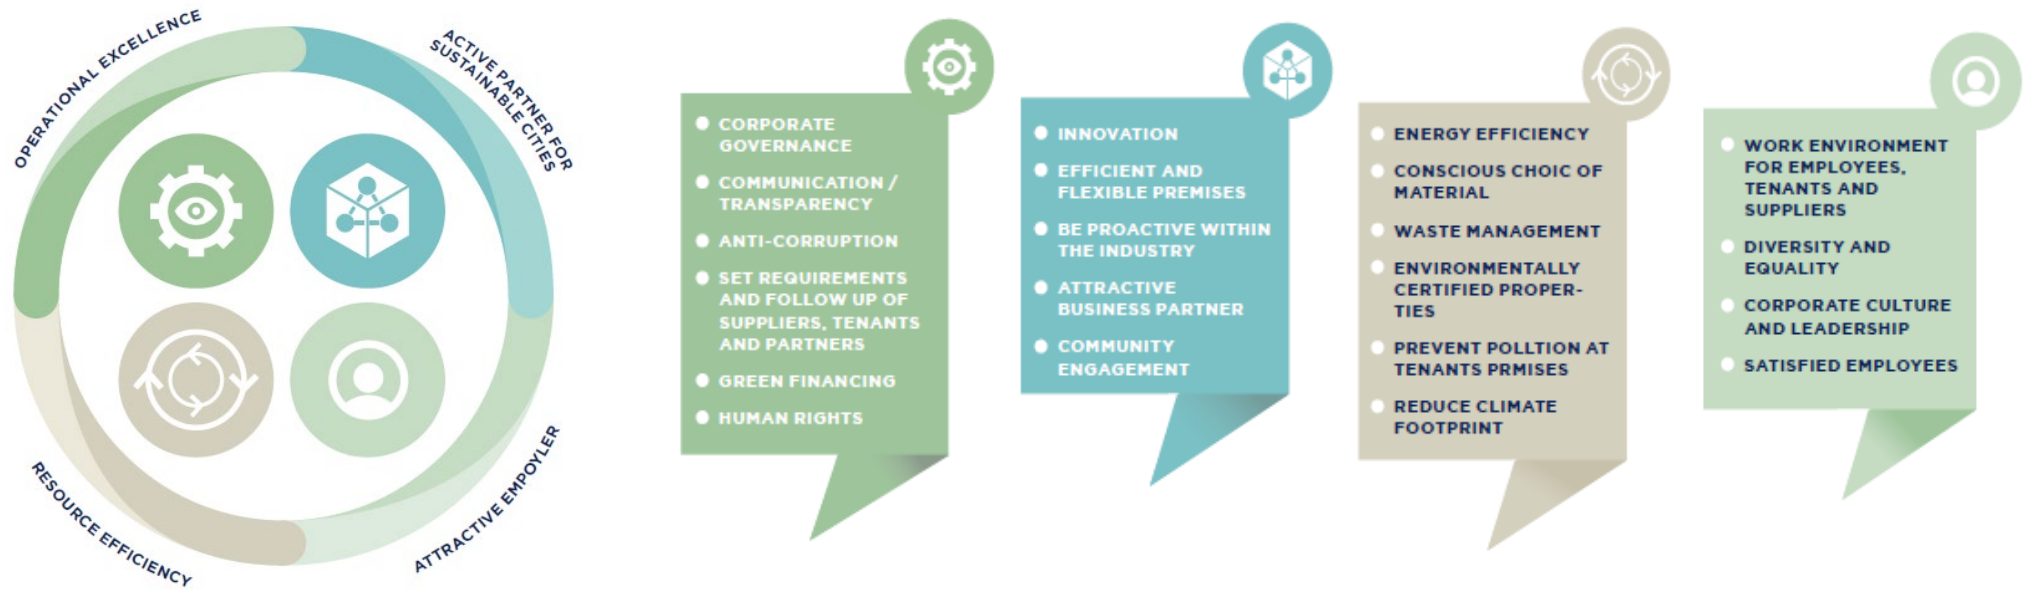 OPERATIONAL EXCELLENCE
ACTIVE PARTNER FOR
SUSTAINABLE CITIES
RESOURCE EFFICIENCY
ATTRACTIVE EMPOYLER
CORPORATE
GOVERNANCE
COMMUNICATION /
TRANSPARENCY
ANTI-CORRUPTION
SET REQUIREMENTS
AND FOLLOW UP OF
SUPPLIERS, TENANTS
AND PARTNERS
GREEN FINANCING
HUMAN RIGHTS
INNOVATION
EFFICIENT AND
FLEXIBLE PREMISES
BE PROACTIVE WITHIN
THE INDUSTRY
ATTRACTIVE
BUSINESS PARTNER
COMMUNITY
ENGAGEMENT
ENERGY EFFICIENCY
CONSCIOUS CHOIC OF
MATERIAL
WASTE MANAGEMENT
ENVIRONMENTALLY
CERTIFIED PROPER-
TIES
PREVENT POLLTION AT
TENANTS PRMISES
REDUCE CLIMATE
FOOTPRINT
WORK ENVIRONMENT
FOR EMPLOYEES,
TENANTS AND
SUPPLIERS
DIVERSITY AND
EQUALITY
CORPORATE CULTURE
AND LEADERSHIP
SATISFIED EMPLOYEES